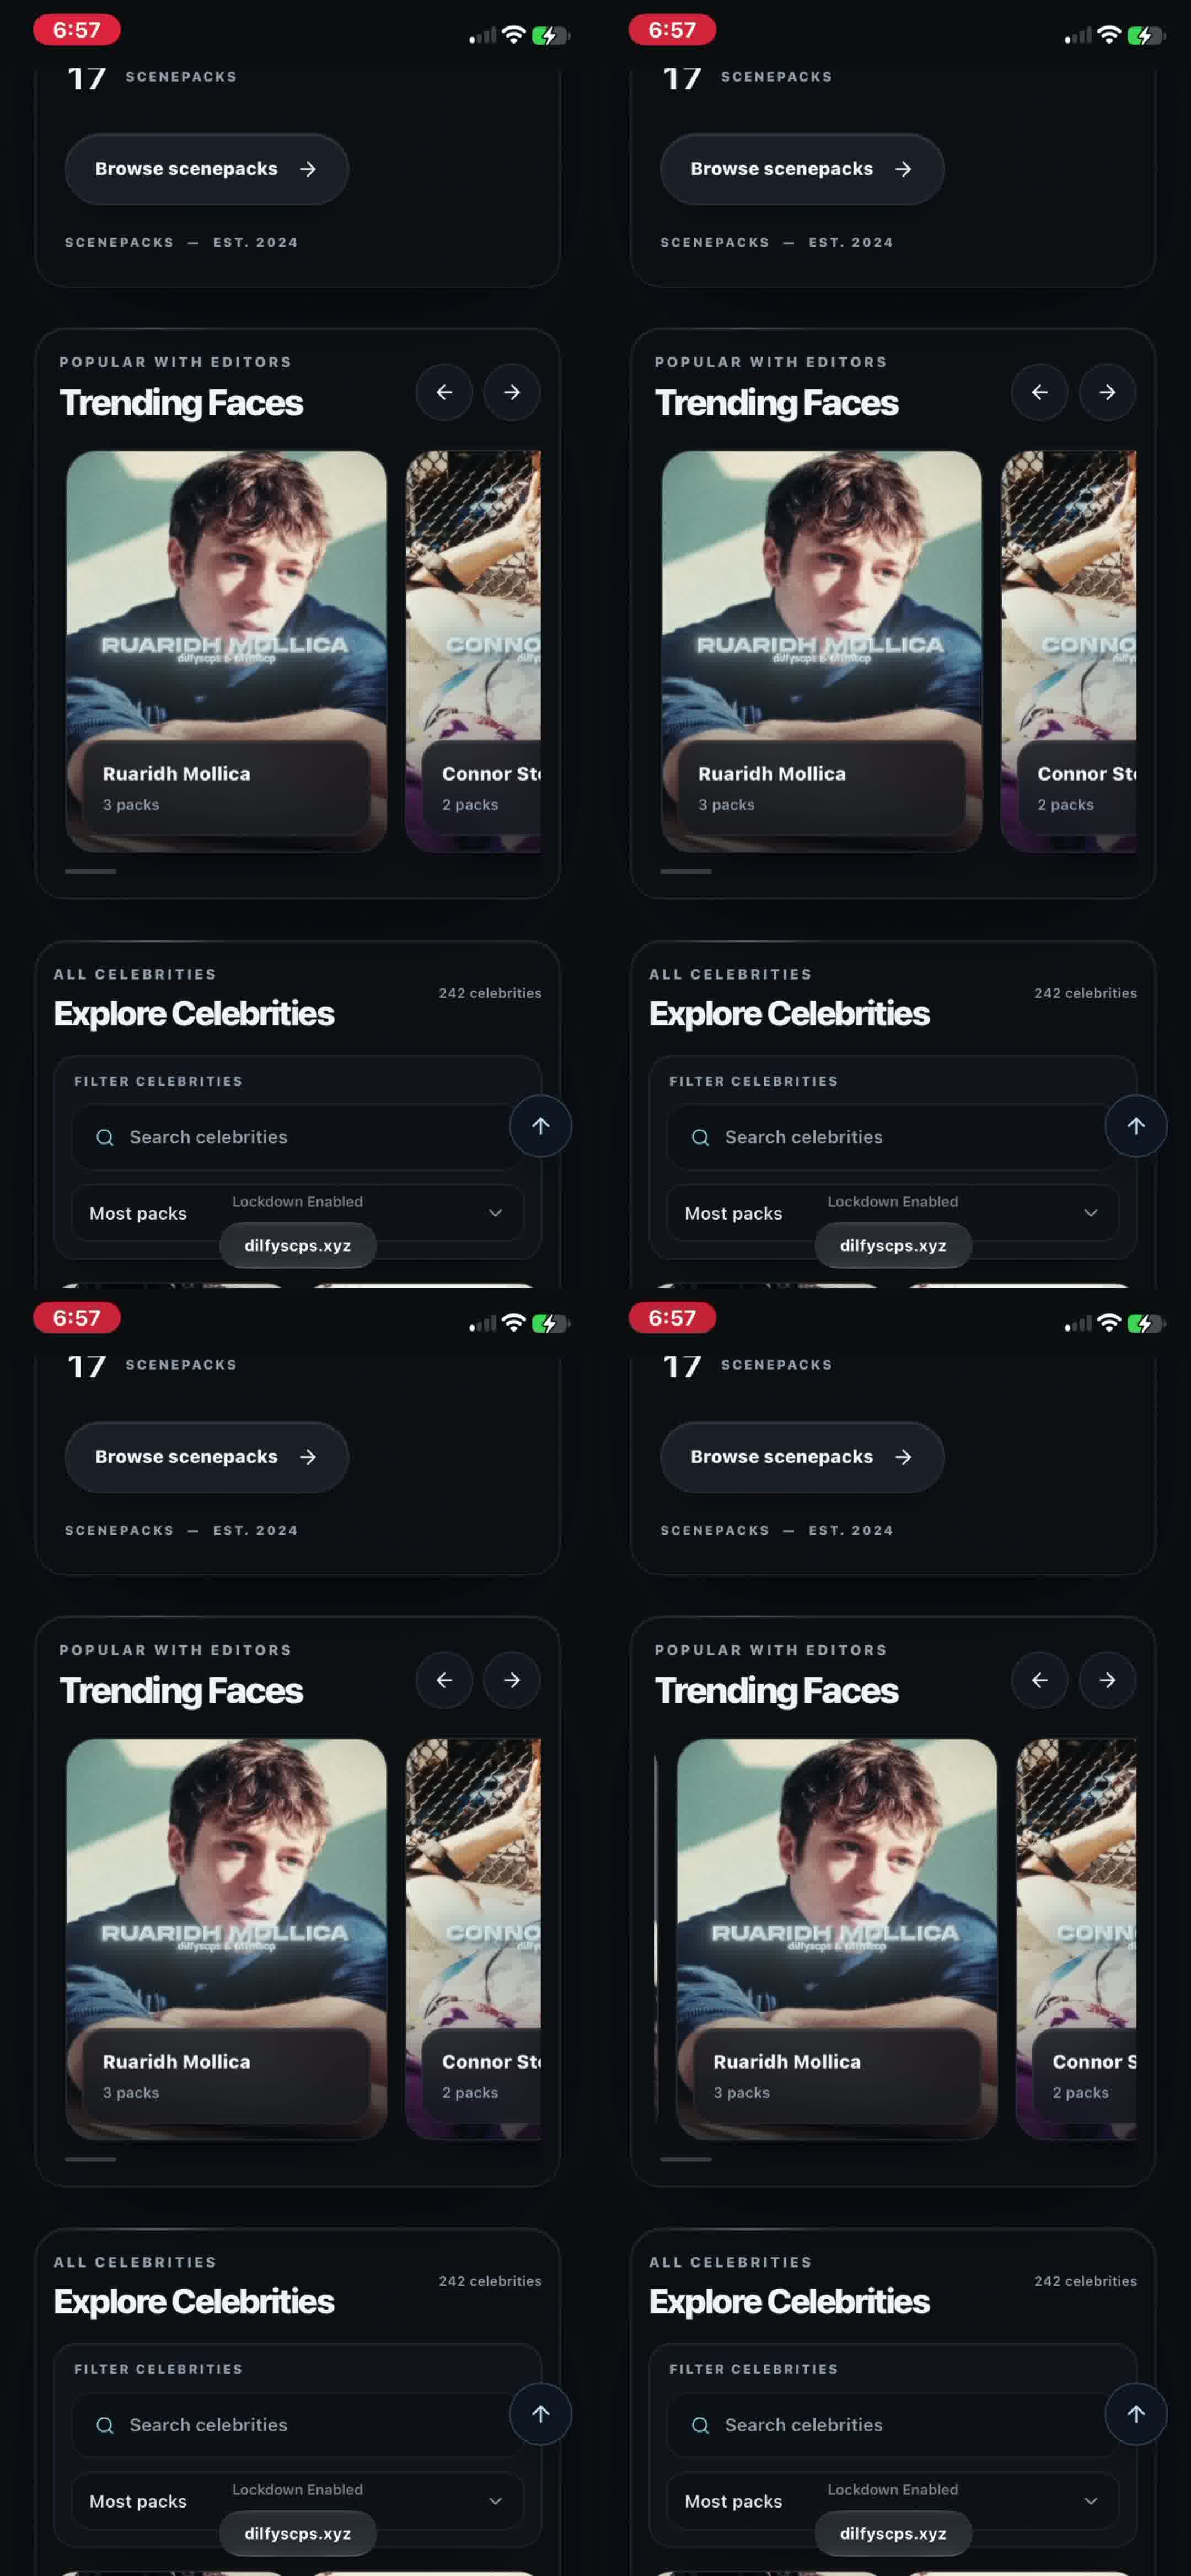 6:57
17 SCENEPACKS
Browse scenepacks →
SCENEPACKS — EST. 2024
POPULAR WITH EDITORS
Trending Faces
RUARIDH MOLLICA
CONNO
Ruaridh Mollica
3 packs
Connor Ste
2 packs
ALL CELEBRITIES
Explore Celebrities
242 celebrities
FILTER CELEBRITIES
Search celebrities
Most packs
Lockdown Enabled
dilfyscps.xyz
6:57
17 SCENEPACKS
Browse scenepacks →
SCENEPACKS — EST. 2024
POPULAR WITH EDITORS
Trending Faces
RUARIDH MOLLICA
CONNO
Ruaridh Mollica
3 packs
Connor Ste
2 packs
ALL CELEBRITIES
Explore Celebrities
242 celebrities
FILTER CELEBRITIES
Search celebrities
Most packs
Lockdown Enabled
dilfyscps.xyz
6:57
17 SCENEPACKS
Browse scenepacks →
SCENEPACKS — EST. 2024
POPULAR WITH EDITORS
Trending Faces
RUARIDH MOLLICA
CONNO
Ruaridh Mollica
3 packs
Connor Ste
2 packs
ALL CELEBRITIES
Explore Celebrities
242 celebrities
FILTER CELEBRITIES
Search celebrities
Most packs
Lockdown Enabled
dilfyscps.xyz
6:57
17 SCENEPACKS
Browse scenepacks →
SCENEPACKS — EST. 2024
POPULAR WITH EDITORS
Trending Faces
RUARIDH MOLLICA
CONN
Ruaridh Mollica
3 packs
Connor S
2 packs
ALL CELEBRITIES
Explore Celebrities
242 celebrities
FILTER CELEBRITIES
Search celebrities
Most packs
Lockdown Enabled
dilfyscps.xyz